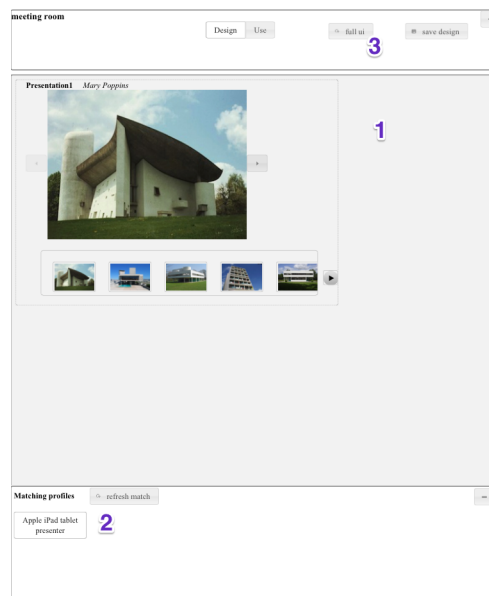 meeting room
Design Use full ui save design
3
Presentation1 Mary Poppins
1
Matching profiles refresh match
Apple iPad tablet
presenter
2